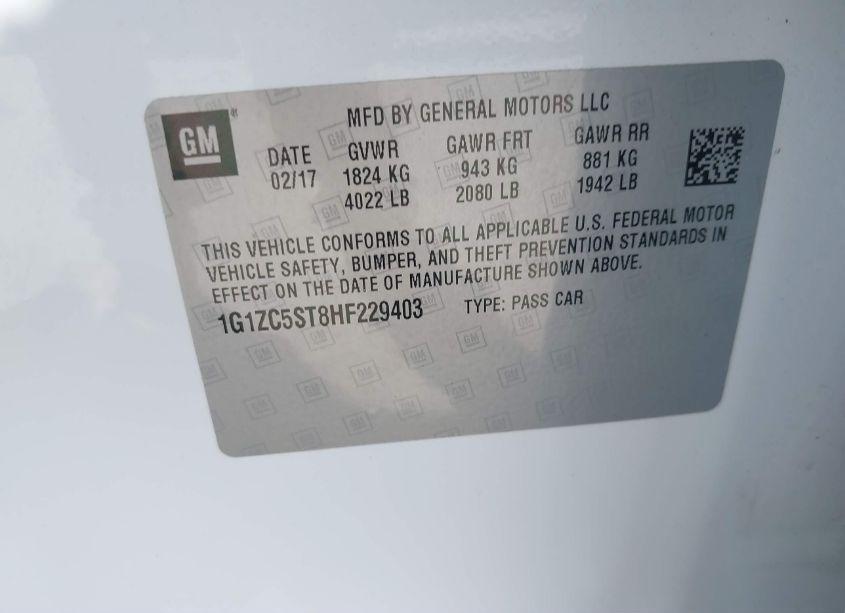 GM
MFD BY GENERAL MOTORS LLC
DATE GVWR GAWR FRT GAWR RR
02/17 1824 KG 943 KG 881 KG
4022 LB 2080 LB 1942 LB
THIS VEHICLE CONFORMS TO ALL APPLICABLE U.S. FEDERAL MOTOR
VEHICLE SAFETY, BUMPER, AND THEFT PREVENTION STANDARDS IN
EFFECT ON THE DATE OF MANUFACTURE SHOWN ABOVE.
1G1ZC5ST8HF229403 TYPE: PASS CAR